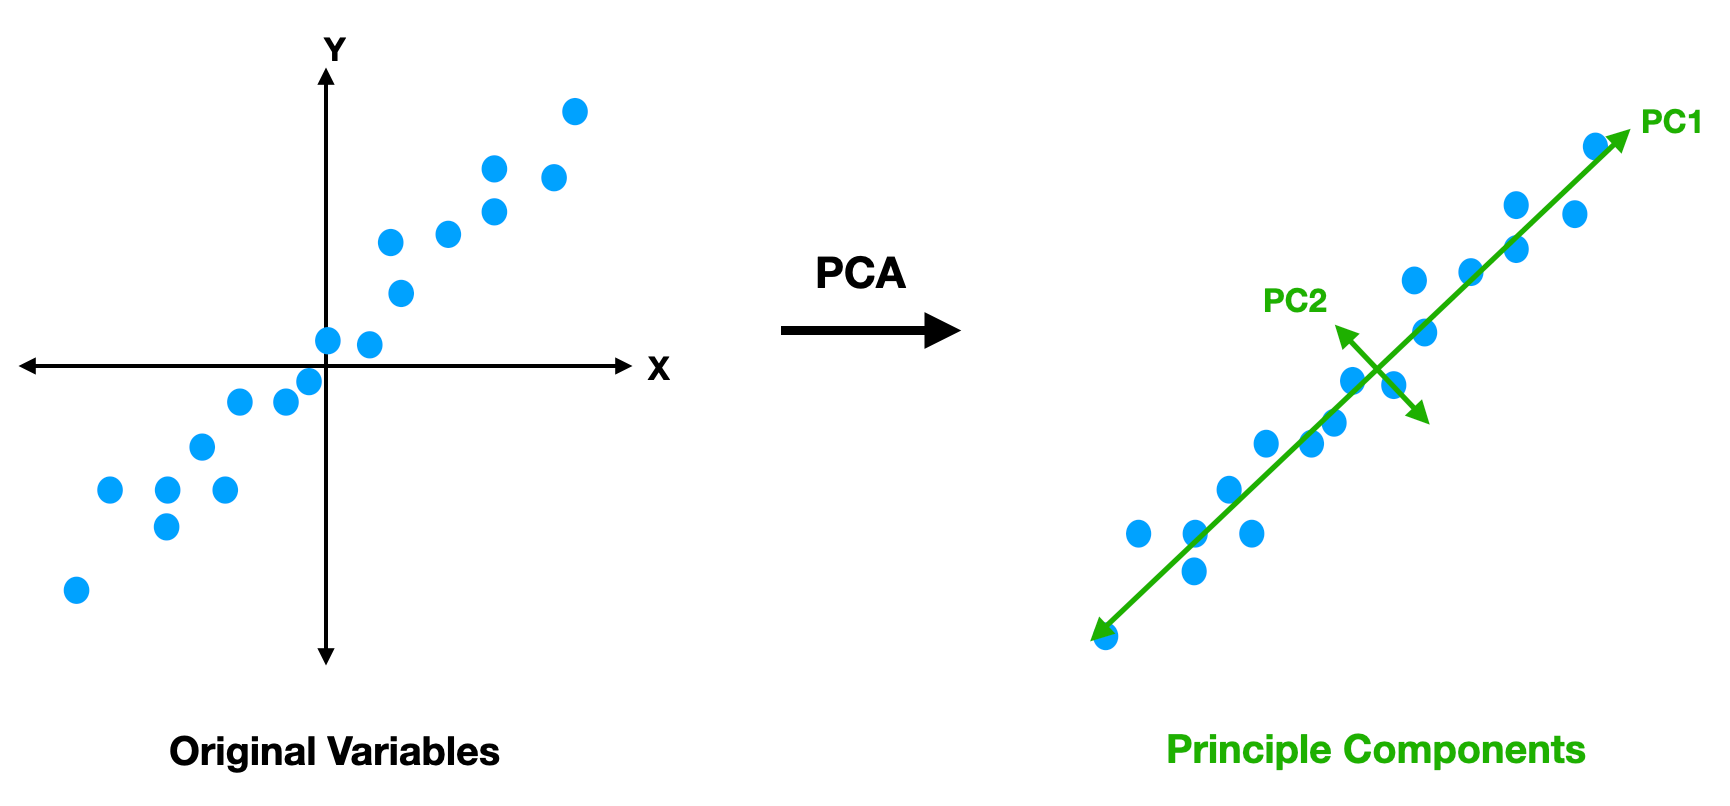 Y
X
Original Variables
PCA
PC1
PC2
Principle Components